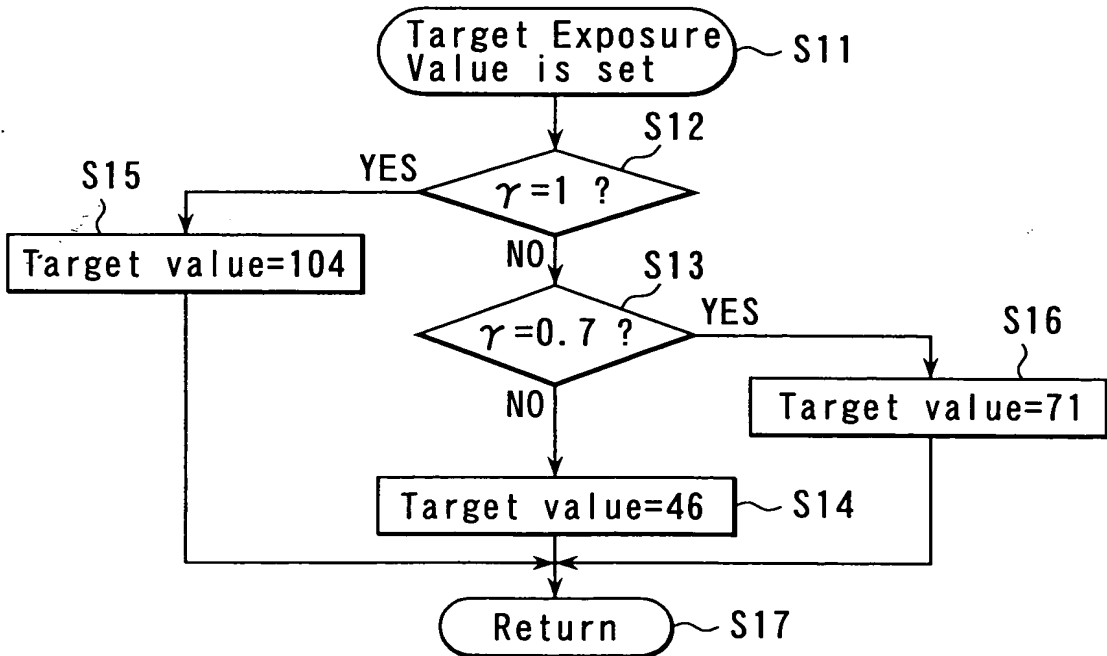 Target Exposure
Value is set
S11
S12
γ=1 ?
YES
S15
Target value=104
NO
S13
γ=0.7 ?
YES
S16
Target value=71
NO
Target value=46
S14
Return
S17